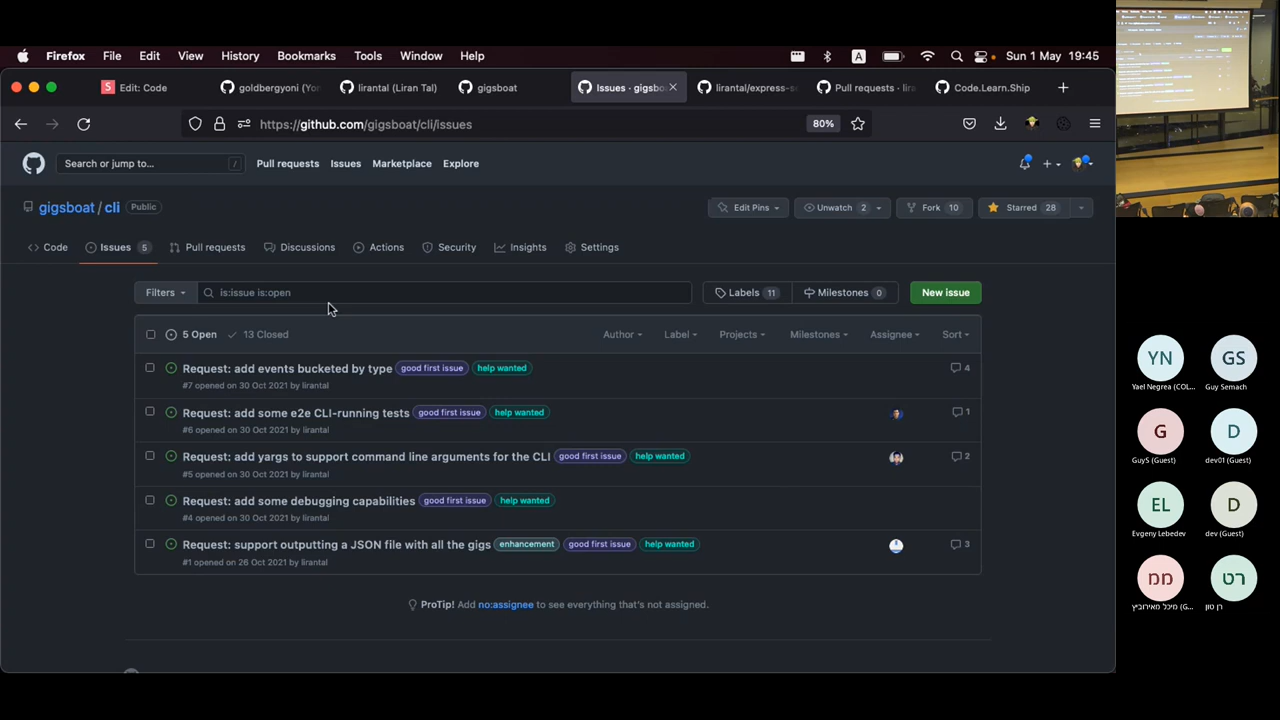 Firefox File Edit View History Bookmarks Tools Window Help Sun 1 May 19:45
Edit: Code
Issues · gigsboa
Pull requests ·
Code.Learn.Ship
https://github.com/gigsboat/cli/issues
80%
Search or jump to... /
Pull requests Issues Marketplace Explore
gigsboat / cli Public
Edit Pins Unwatch 2 Fork 10 Starred 28
Code Issues 5 Pull requests Discussions Actions Security Insights Settings
Filters is:issue is:open Labels 11 Milestones 0 New issue
5 Open 13 Closed Author Label Projects Milestones Assignee Sort
Request: add events bucketed by type good first issue help wanted 4
#7 opened on 30 Oct 2021 by lirantal
Request: add some e2e CLI-running tests good first issue help wanted 1
#6 opened on 30 Oct 2021 by lirantal
Request: add yargs to support command line arguments for the CLI good first issue help wanted 2
#5 opened on 30 Oct 2021 by lirantal
Request: add some debugging capabilities good first issue help wanted
#4 opened on 30 Oct 2021 by lirantal
Request: support outputting a JSON file with all the gigs enhancement good first issue help wanted 3
#1 opened on 26 Oct 2021 by lirantal
ProTip! Add no:assignee to see everything that's not assigned.
YN GS
Yael Negrea (COL... Guy Semach
G D
GuyS (Guest) dev01 (Guest)
EL D
Evgeny Lebedev dev (Guest)
ממ רט
מיכל מאירוביץ (G... רן טון